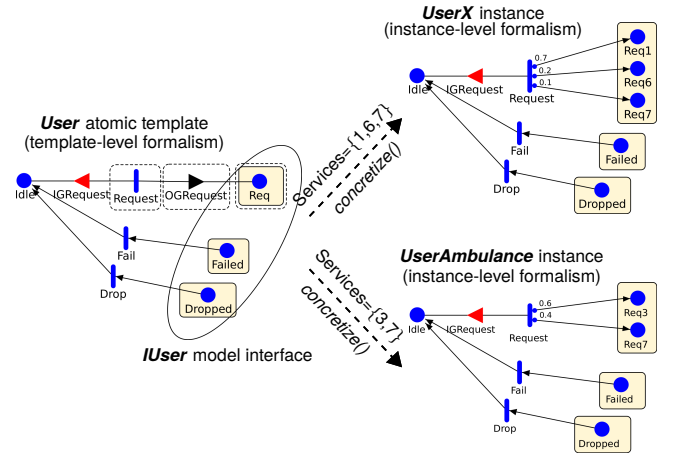 UserX instance
(instance-level formalism)
0.7
0.2
0.1
Req1
Req6
Req7
Idle
IGRequest
Request
Fail
Failed
Drop
Dropped
User atomic template
(template-level formalism)
Idle
IGRequest
Request
OGRequest
Req
Fail
Failed
Drop
Dropped
IUser model interface
Services={1,6,7}
concretize()
Services={3,7}
concretize()
UserAmbulance instance
(instance-level formalism)
0.6
0.4
Req3
Req7
Idle
IGRequest
Request
Fail
Failed
Drop
Dropped